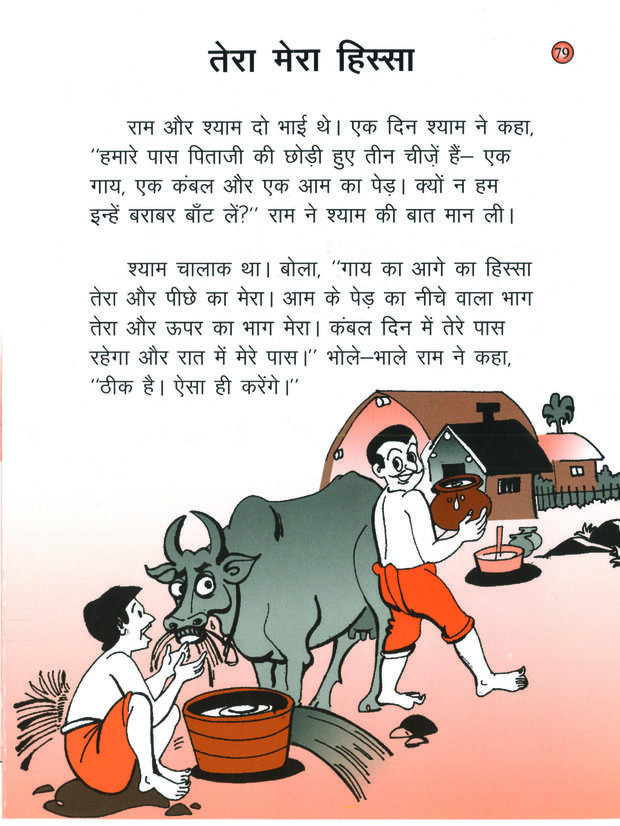 तेरा मेरा हिस्सा
79
राम और श्याम दो भाई थे। एक दिन श्याम ने कहा,
"हमारे पास पिताजी की छोड़ी हुए तीन चीज़ें हैं– एक
गाय, एक कंबल और एक आम का पेड़। क्यों न हम
इन्हें बराबर बाँट लें?" राम ने श्याम की बात मान ली।
श्याम चालाक था। बोला, "गाय का आगे का हिस्सा
तेरा और पीछे का मेरा। आम के पेड़ का नीचे वाला भाग
तेरा और ऊपर का भाग मेरा। कंबल दिन में तेरे पास
रहेगा और रात में मेरे पास।" भोले–भाले राम ने कहा,
"ठीक है। ऐसा ही करेंगे।"